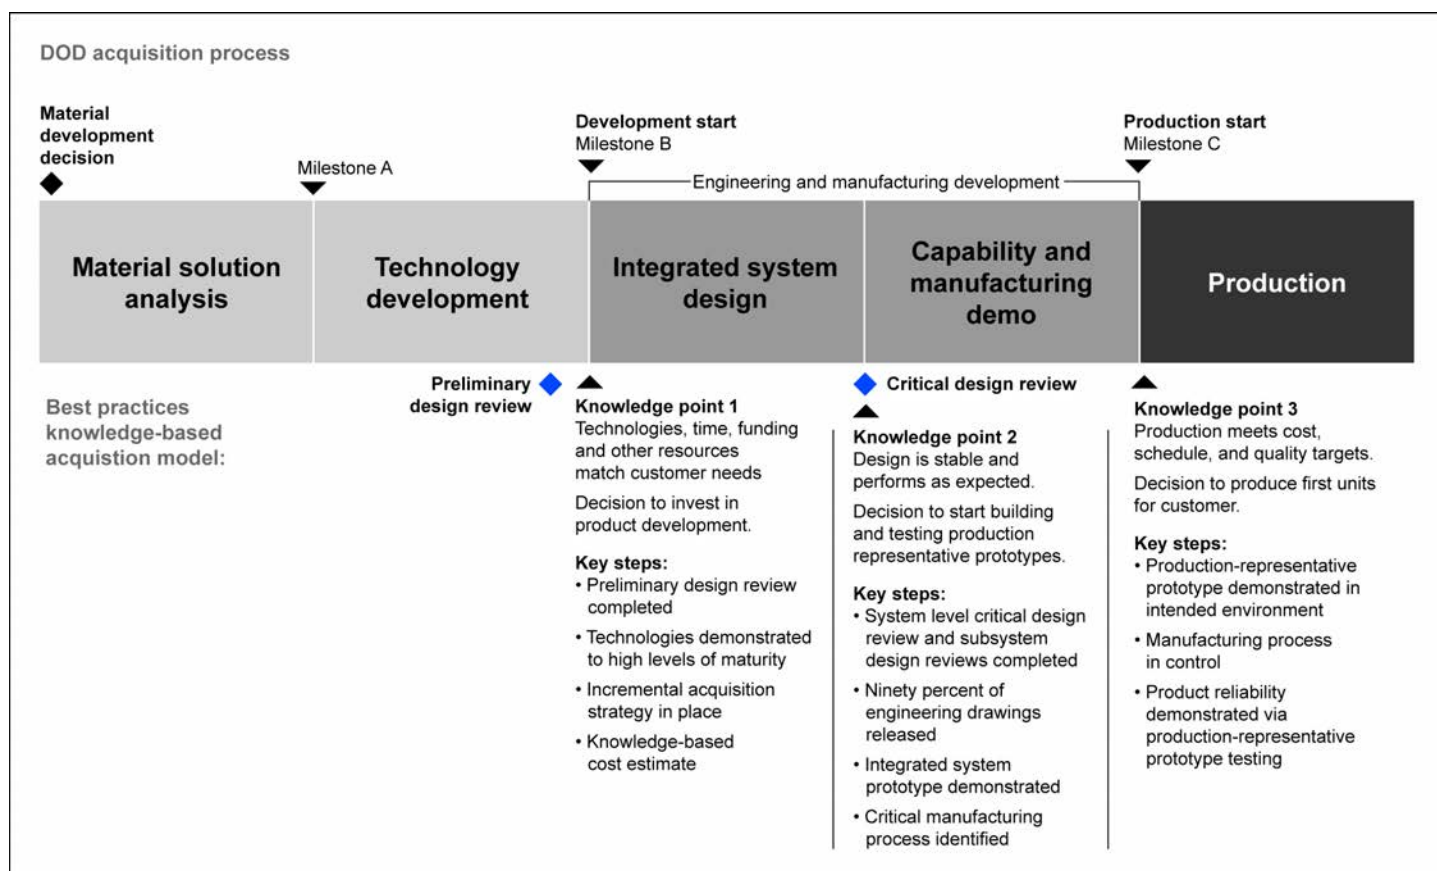 DOD acquisition process
Material
development
decision
Milestone A
Development start
Milestone B
Production start
Milestone C
Engineering and manufacturing development
Material solution
analysis
Technology
development
Integrated system
design
Capability and
manufacturing
demo
Production
Preliminary
design review
Critical design review
Best practices
knowledge-based
acquistion model:
Knowledge point 1
Technologies, time, funding
and other resources
match customer needs
Decision to invest in
product development.
Key steps:
• Preliminary design review
completed
• Technologies demonstrated
to high levels of maturity
• Incremental acquisition
strategy in place
• Knowledge-based
cost estimate
Knowledge point 2
Design is stable and
performs as expected.
Decision to start building
and testing production
representative prototypes.
Key steps:
• System level critical design
review and subsystem
design reviews completed
• Ninety percent of
engineering drawings
released
• Integrated system
prototype demonstrated
• Critical manufacturing
process identified
Knowledge point 3
Production meets cost,
schedule, and quality targets.
Decision to produce first units
for customer.
Key steps:
• Production-representative
prototype demonstrated in
intended environment
• Manufacturing process
in control
• Product reliability
demonstrated via
production-representative
prototype testing